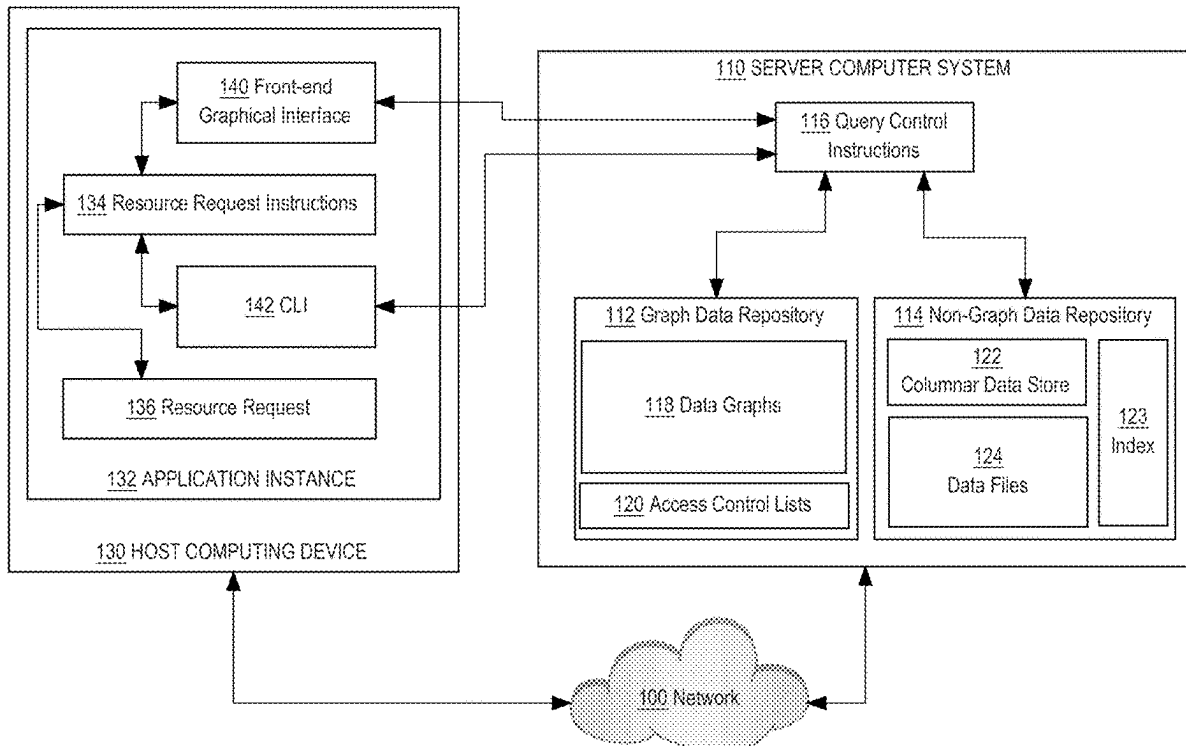 140 Front-end
Graphical Interface
134 Resource Request Instructions
142 CLI
136 Resource Request
132 APPLICATION INSTANCE
130 HOST COMPUTING DEVICE
110 SERVER COMPUTER SYSTEM
116 Query Control
Instructions
112 Graph Data Repository
118 Data Graphs
120 Access Control Lists
114 Non-Graph Data Repository
122
Columnar Data Store
124
Data Files
123
Index
100 Network